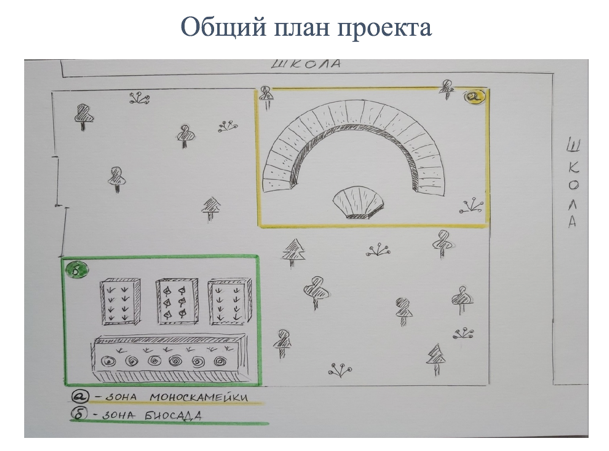 Общий план проекта
ШКОЛА
а
ШКОЛА
б
а - ЗОНА МОНОСКАМЕЙКИ
б - ЗОНА БИОСАДА